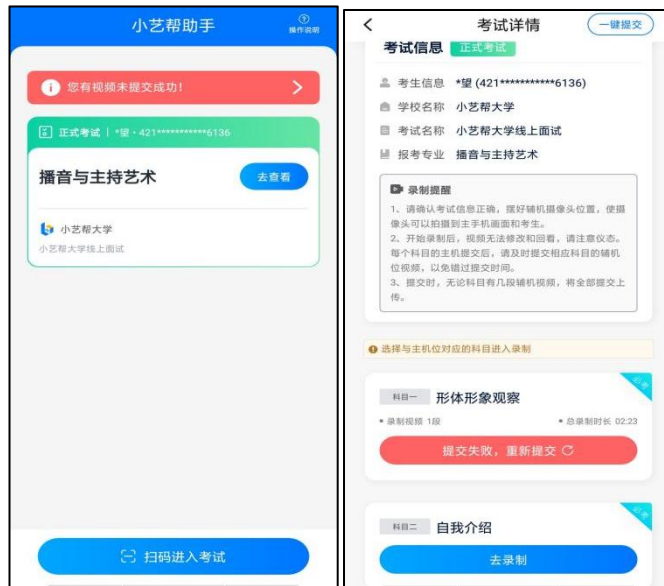 小艺帮助手
操作说明
您有视频未提交成功!
正式考试 | *望·421***********6136
播音与主持艺术
去查看
小艺帮大学
小艺帮大学线上面试
扫码进入考试
考试详情
一键提交
考试信息 正式考试
考生信息 *望 (421***********6136)
学校名称 小艺帮大学
考试名称 小艺帮大学线上面试
报考专业 播音与主持艺术
录制提醒
1、请确认考试信息正确,摆好辅机摄像头位置,使摄
像头可以拍摄到主手机画面和考生。
2、开始录制后,视频无法修改和回看,请注意仪态。
每个科目的主机提交后,请及时提交相应科目的辅机
位视频,以免错过提交时间。
3、提交时,无论科目有几段辅机视频,将全部提交上
传。
选择与主机位对应的科目进入录制
必考
科目一 形体形象观察
• 录制视频 1段 • 总录制时长 02:23
提交失败,重新提交
必考
科目二 自我介绍
去录制